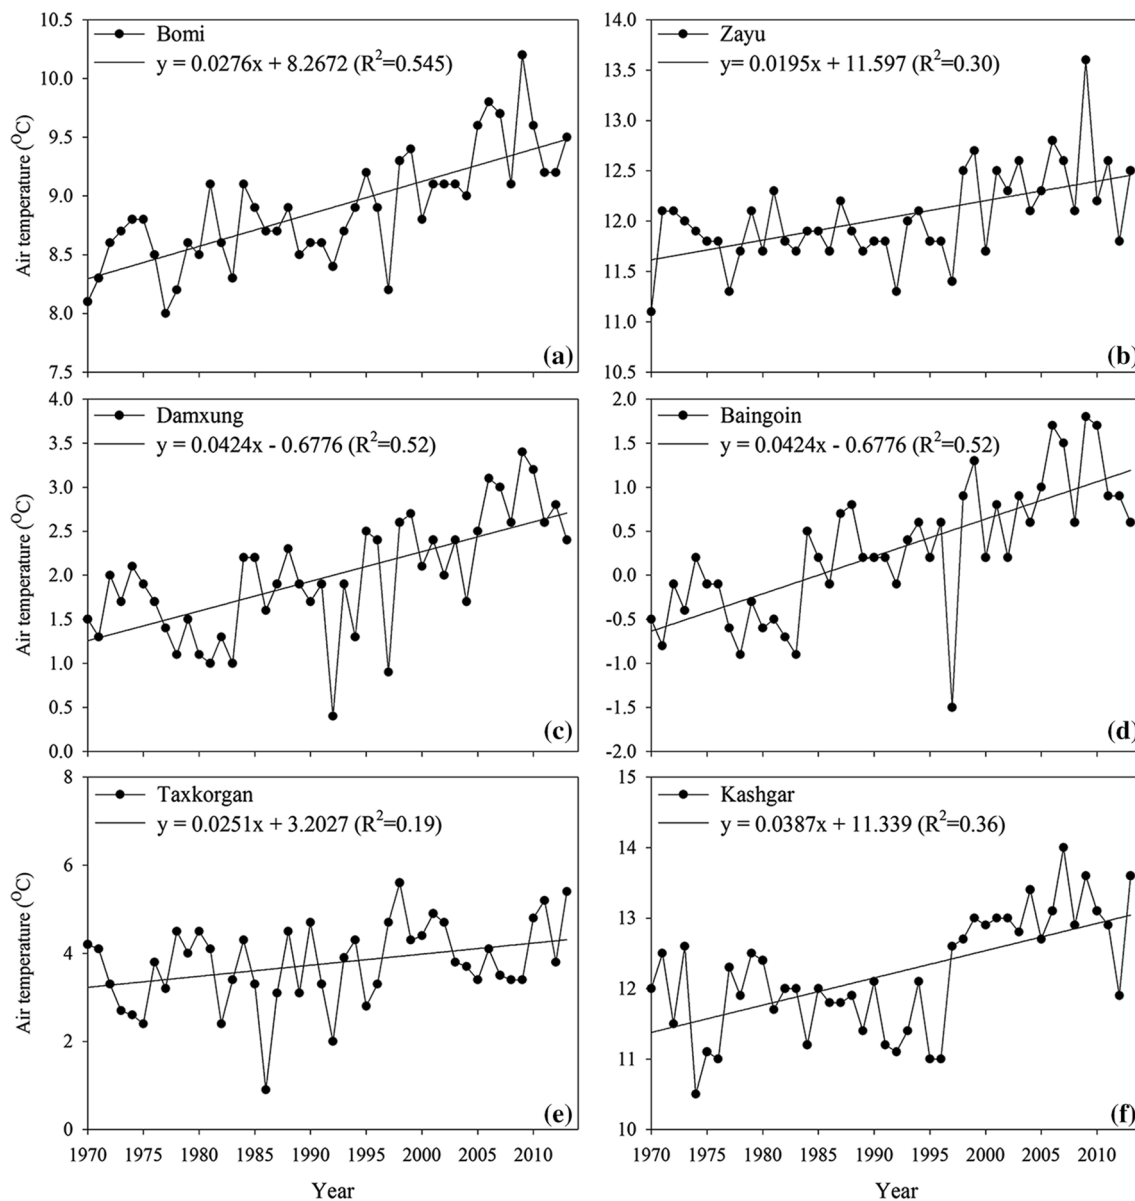 Bomi
y = 0.0276x + 8.2672 (R²=0.545)
Air temperature (°C)
10.5
10.0
9.5
9.0
8.5
8.0
7.5
(a)
Zayu
y= 0.0195x + 11.597 (R²=0.30)
14.0
13.5
13.0
12.5
12.0
11.5
11.0
10.5
(b)
Damxung
y = 0.0424x - 0.6776 (R²=0.52)
Air temperature (°C)
4.0
3.5
3.0
2.5
2.0
1.5
1.0
0.5
0.0
(c)
Baingoin
y = 0.0424x - 0.6776 (R²=0.52)
2.0
1.5
1.0
0.5
0.0
-0.5
-1.0
-1.5
-2.0
(d)
Taxkorgan
y = 0.0251x + 3.2027 (R²=0.19)
Air temperature (°C)
8
6
4
2
0
(e)
1970 1975 1980 1985 1990 1995 2000 2005 2010
Year
Kashgar
y = 0.0387x + 11.339 (R²=0.36)
15
14
13
12
11
10
(f)
1970 1975 1980 1985 1990 1995 2000 2005 2010
Year